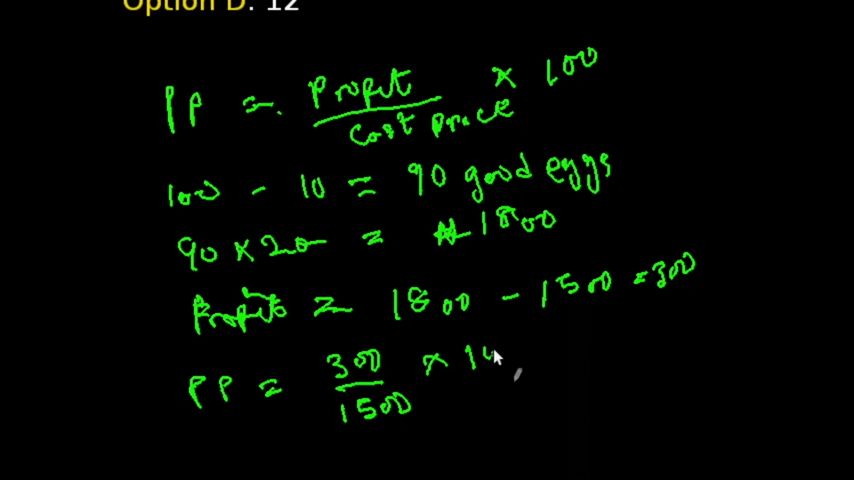 Option D. 12
PP = Profit / Cost price × 100
100 - 10 = 90 good eggs
90 × 20 = N1800
Profit = 1800 - 1500 = 300
PP = 300 / 1500 × 1